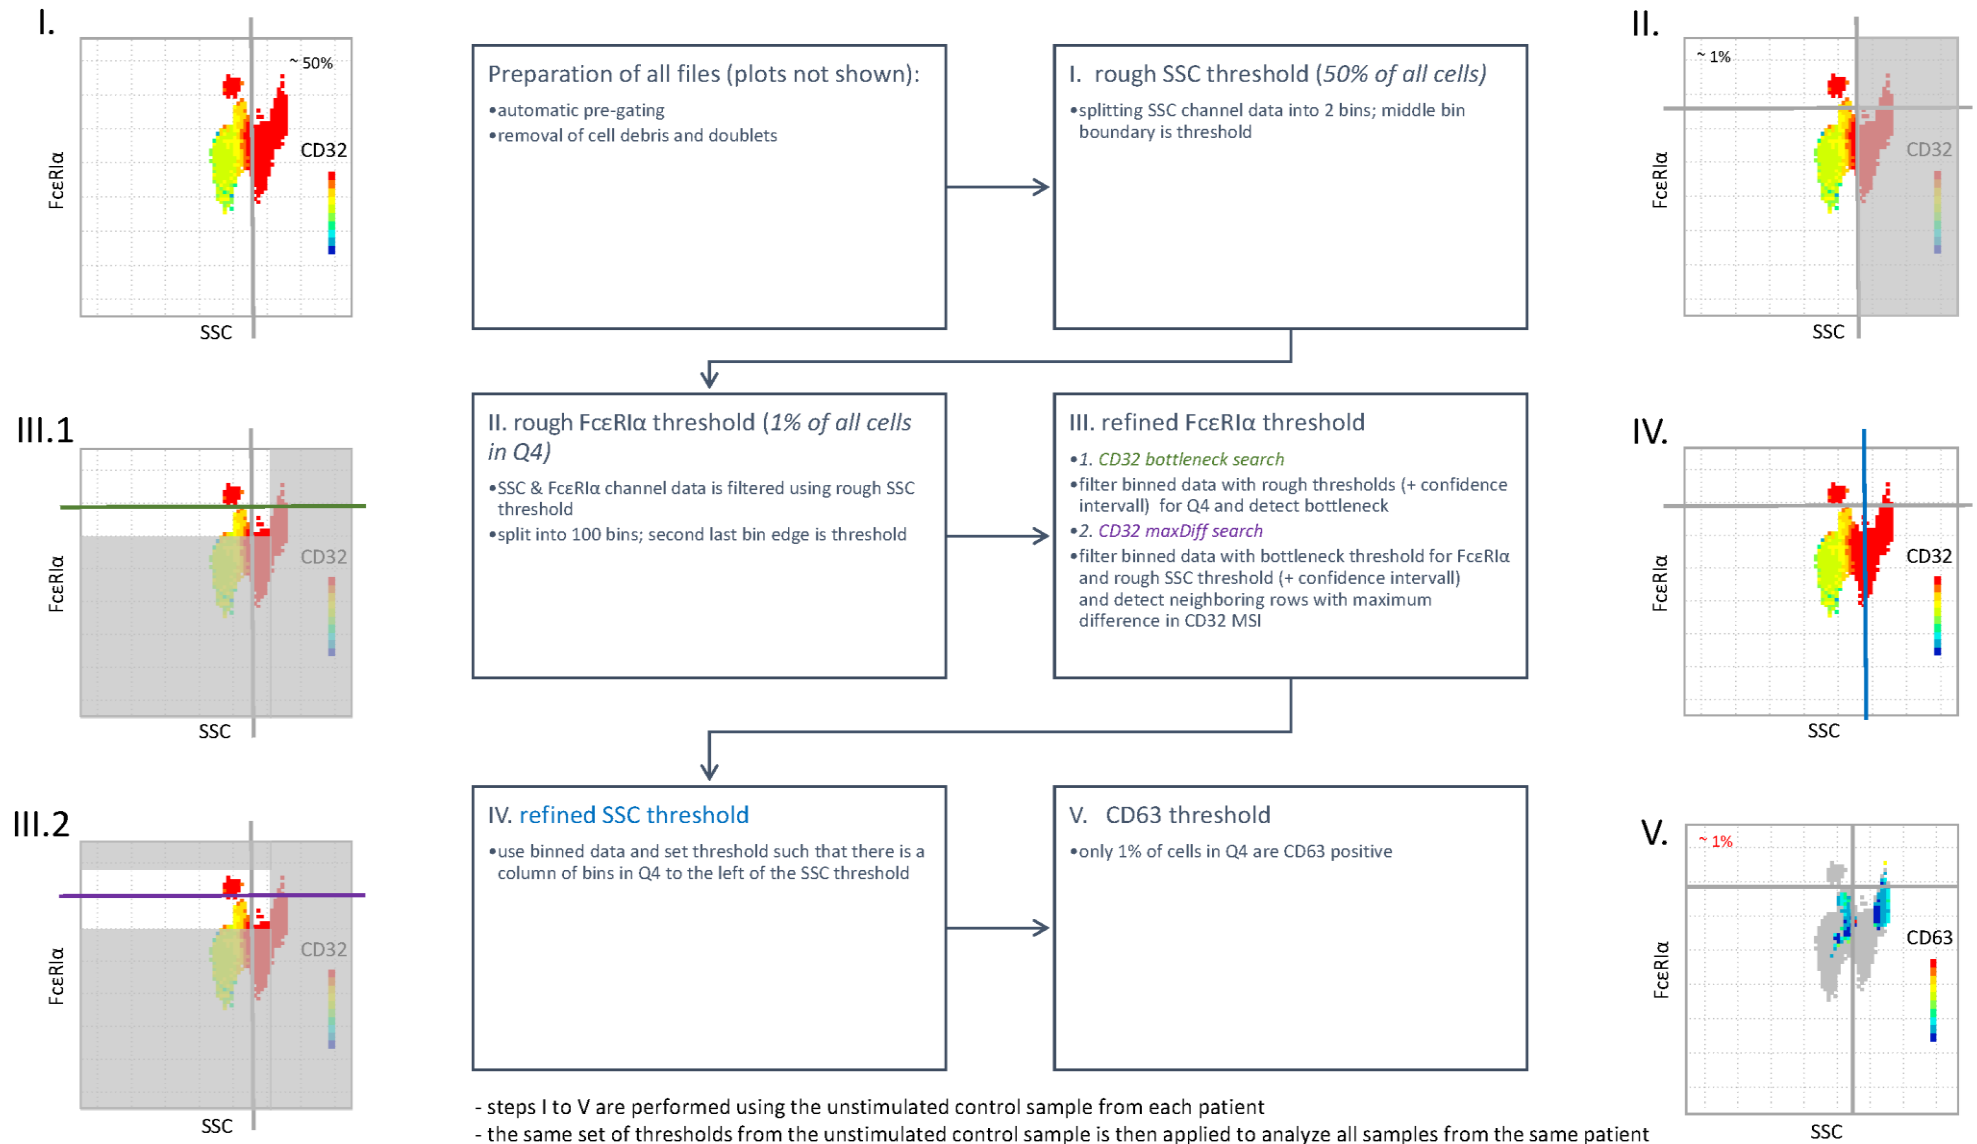 I.
~ 50%
CD32
FcεRIα
SSC
Preparation of all files (plots not shown):
•automatic pre-gating
•removal of cell debris and doublets
I. rough SSC threshold (50% of all cells)
•splitting SSC channel data into 2 bins; middle bin
boundary is threshold
II.
~ 1%
CD32
FcεRIα
SSC
III.1
CD32
FcεRIα
SSC
II. rough FcεRIα threshold (1% of all cells
in Q4)
•SSC & FcεRIα channel data is filtered using rough SSC
threshold
•split into 100 bins; second last bin edge is threshold
III. refined FcεRIα threshold
•1. CD32 bottleneck search
•filter binned data with rough thresholds (+ confidence
intervall) for Q4 and detect bottleneck
•2. CD32 maxDiff search
•filter binned data with bottleneck threshold for FcεRIα
and rough SSC threshold (+ confidence intervall)
and detect neighboring rows with maximum
difference in CD32 MSI
IV.
CD32
FcεRIα
SSC
III.2
CD32
FcεRIα
SSC
IV. refined SSC threshold
•use binned data and set threshold such that there is a
column of bins in Q4 to the left of the SSC threshold
V. CD63 threshold
•only 1% of cells in Q4 are CD63 positive
V.
~ 1%
CD63
FcεRIα
SSC
- steps I to V are performed using the unstimulated control sample from each patient
- the same set of thresholds from the unstimulated control sample is then applied to analyze all samples from the same patient